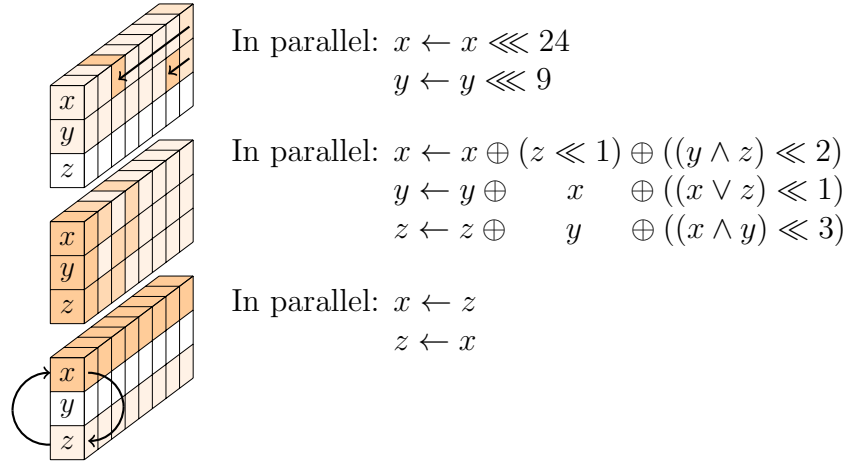 x
y
z
In parallel: x ← x ⋘ 24
y ← y ⋘ 9
x
y
z
In parallel: x ← x ⊕ (z ≪ 1) ⊕ ((y ∧ z) ≪ 2)
y ← y ⊕ x ⊕ ((x ∨ z) ≪ 1)
z ← z ⊕ y ⊕ ((x ∧ y) ≪ 3)
x
y
z
In parallel: x ← z
z ← x